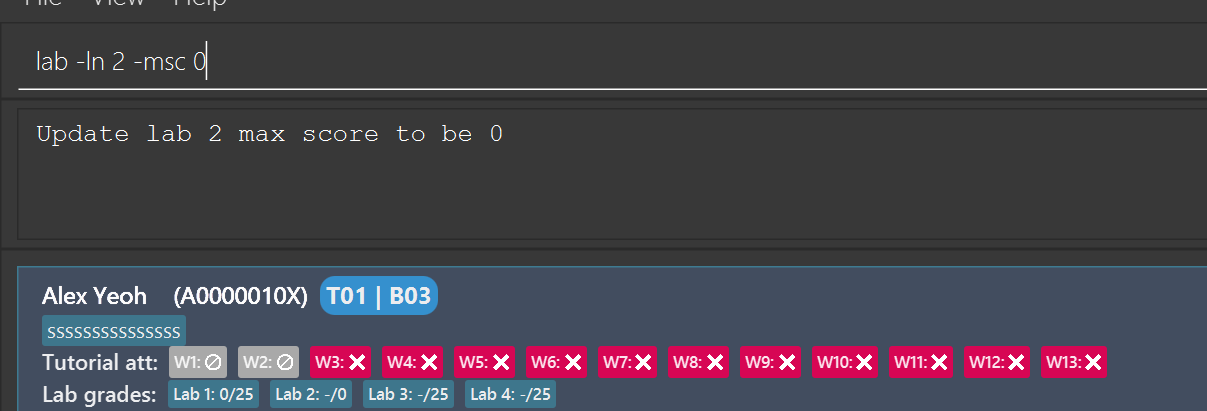 File View Help
lab -ln 2 -msc 0
Update lab 2 max score to be 0
Alex Yeoh (A0000010X) T01 | B03
sssssssssssssss
Tutorial att: W1: W2: W3: W4: W5: W6: W7: W8: W9: W10: W11: W12: W13:
Lab grades: Lab 1: 0/25 Lab 2: -/0 Lab 3: -/25 Lab 4: -/25